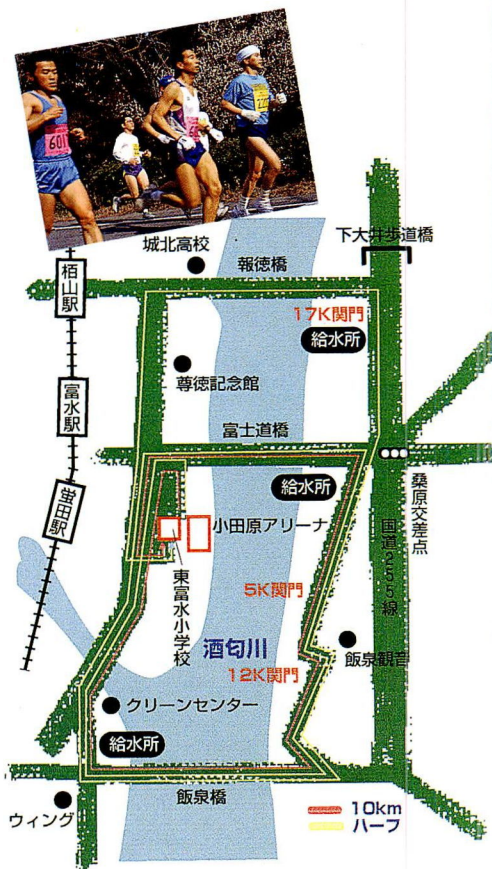 6017
城北高校
報徳橋
下大井歩道橋
栢山駅
17K関門
給水所
尊徳記念館
富水駅
富士道橋
給水所
桑原交差点
蛍田駅
小田原アリーナ
国道255線
東富水小学校
5K関門
酒匂川
飯泉観音
12K関門
クリーンセンター
給水所
飯泉橋
ウィング
10km
ハーフ